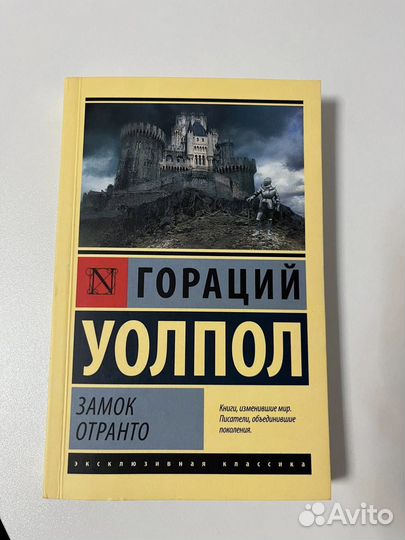 N
ГОРАЦИЙ
УОЛПОЛ
ЗАМОК
ОТРАНТО
Книги, изменившие мир.
Писатели, объединившие
поколения.
эксклюзивная классика
Avito